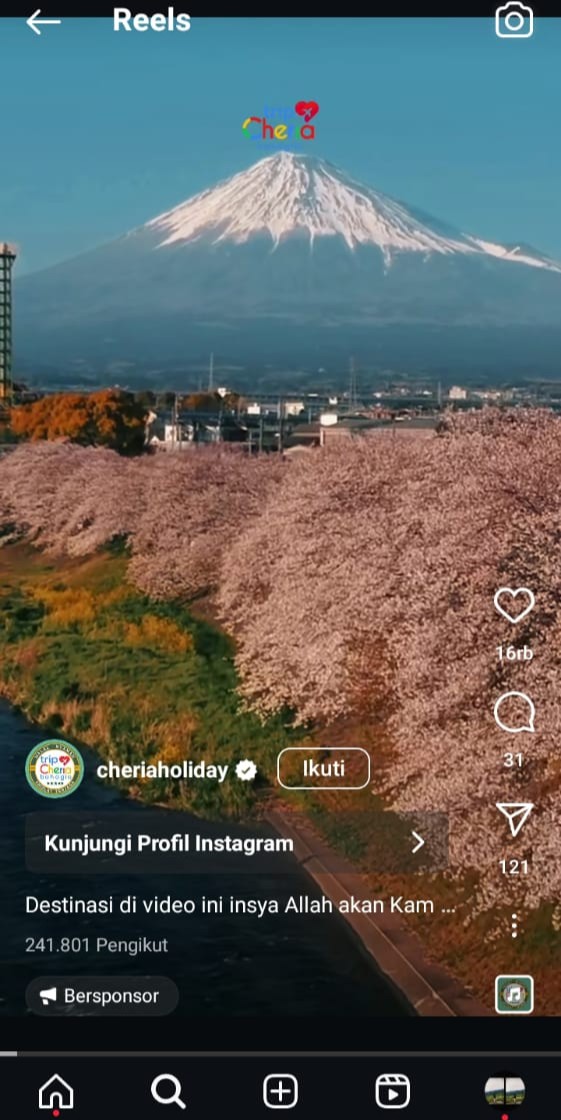 Reels
trip
Cheria
16rb
31
cheriaholiday
Ikuti
Kunjungi Profil Instagram
121
Destinasi di video ini insya Allah akan Kam ...
241.801 Pengikut
Bersponsor